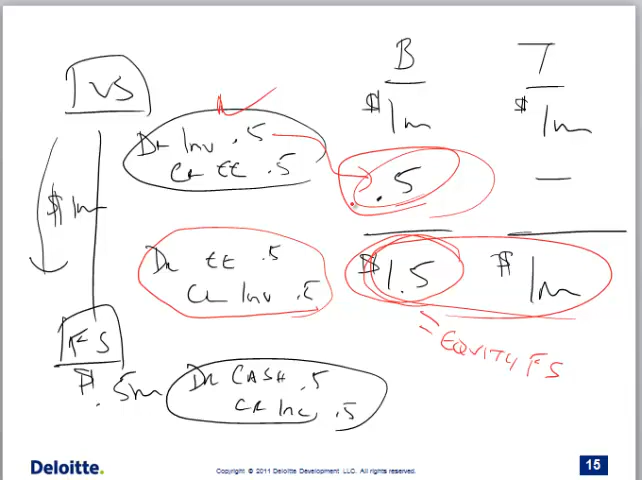 B T
IVS
$1m $1m
Dr Inv .5
Cr EE .5
.5 —
$1m
Dr EE .5
Cr Inv .5
$1.5 $1m
FS
= EQUITY FS
$.5m
Dr CASH .5
CR Inc .5
Deloitte.
Copyright © 2011 Deloitte Development LLC. All rights reserved.
15